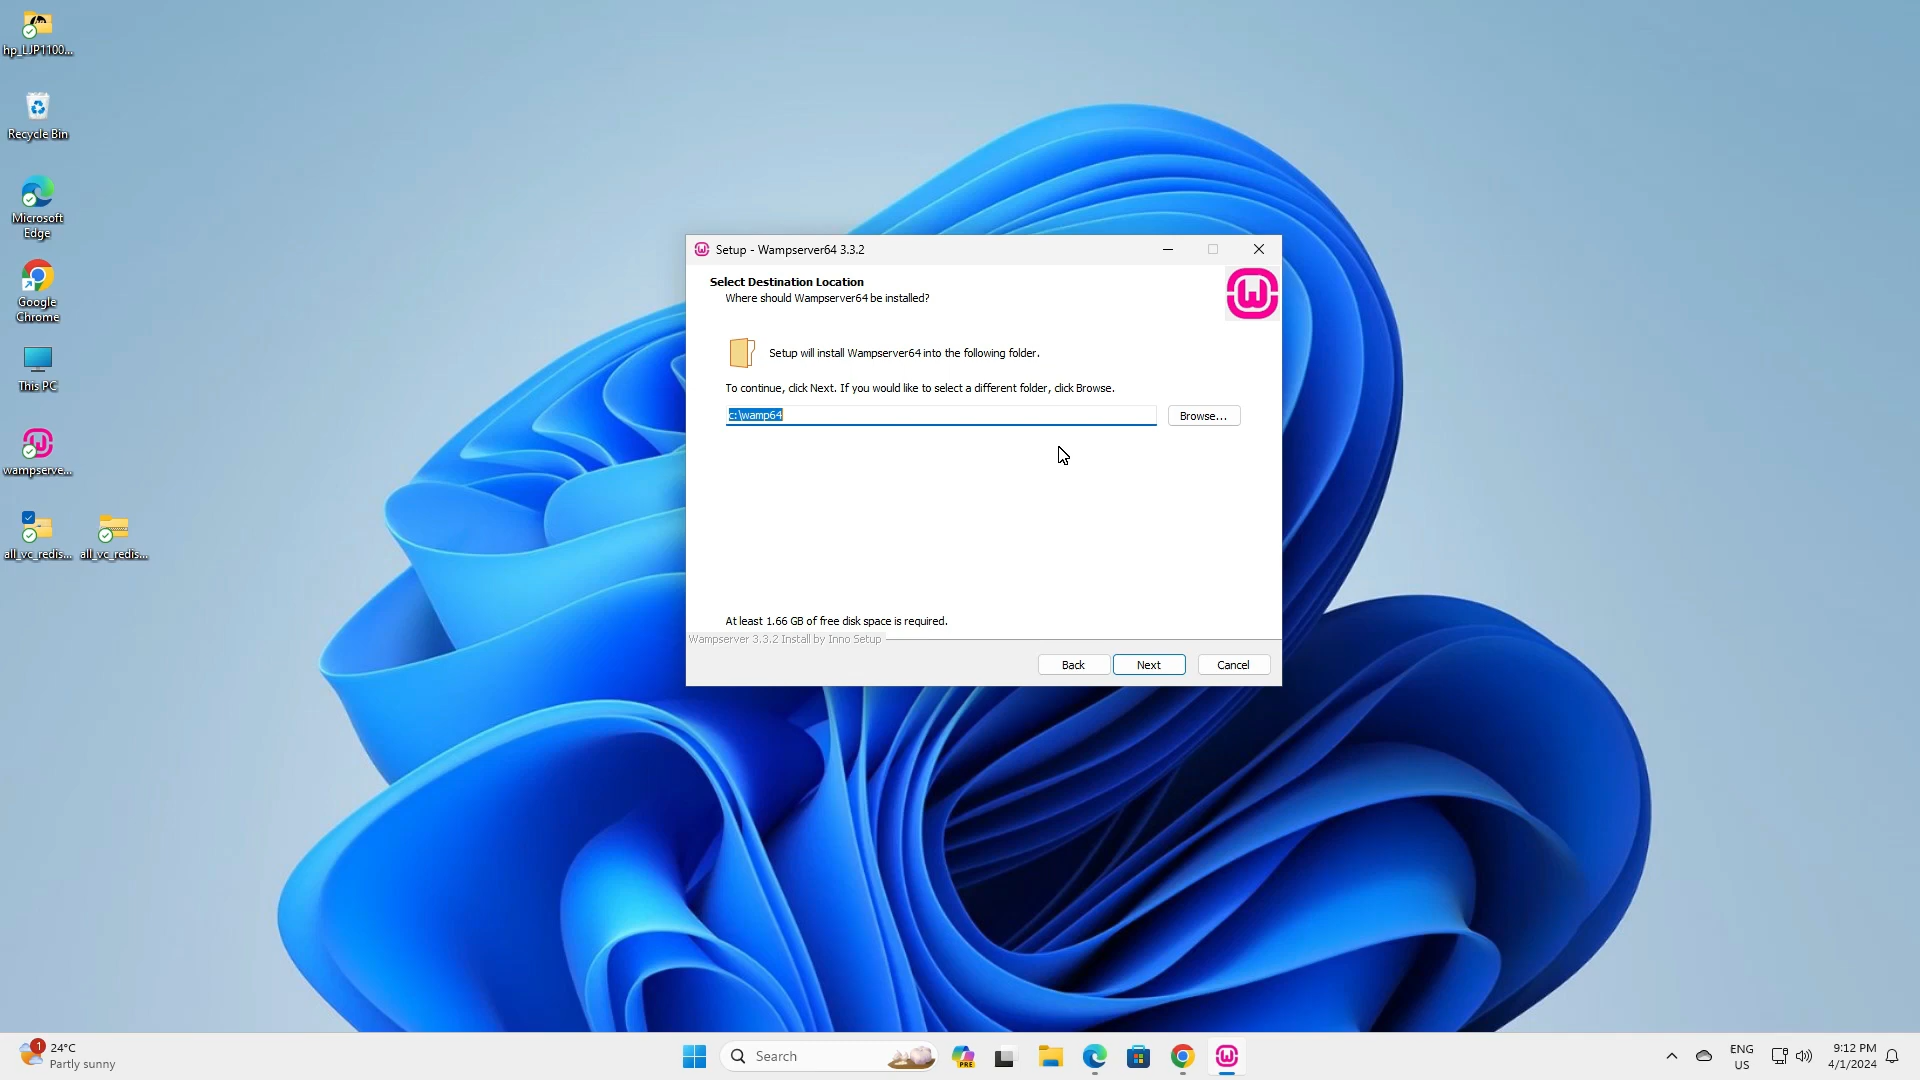 hp_LJP1100...
Recycle Bin
Microsoft
Edge
Google
Chrome
This PC
wampserve...
all_vc_redis...
all_vc_redis...
Setup - Wampserver64 3.3.2
Select Destination Location
Where should Wampserver64 be installed?
Setup will install Wampserver64 into the following folder.
To continue, click Next. If you would like to select a different folder, click Browse.
c:\wamp64
Browse...
At least 1.66 GB of free disk space is required.
Wampserver 3.3.2 Install by Inno Setup
Back
Next
Cancel
1
24°C
Partly sunny
Search
PRE
ENG
US
9:12 PM
4/1/2024